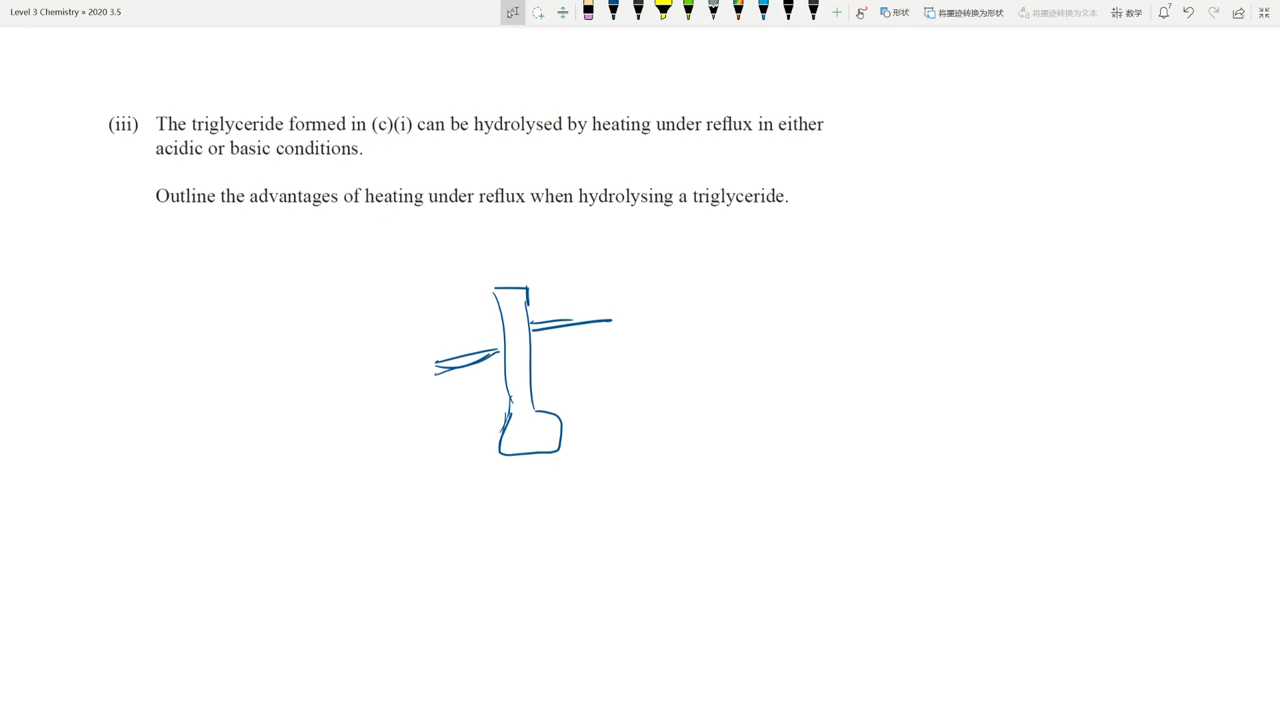 Level 3 Chemistry » 2020 3.5
形状
将墨迹转换为形状
将墨迹转换为文本
数学
7
(iii) The triglyceride formed in (c)(i) can be hydrolysed by heating under reflux in either
acidic or basic conditions.
Outline the advantages of heating under reflux when hydrolysing a triglyceride.